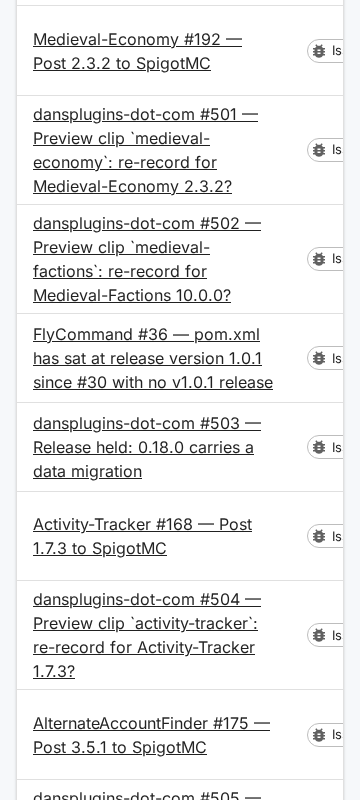 Medieval-Economy #192 —
Post 2.3.2 to SpigotMC
Is
dansplugins-dot-com #501 —
Preview clip `medieval-
economy`: re-record for
Medieval-Economy 2.3.2?
Is
dansplugins-dot-com #502 —
Preview clip `medieval-
factions`: re-record for
Medieval-Factions 10.0.0?
Is
FlyCommand #36 — pom.xml
has sat at release version 1.0.1
since #30 with no v1.0.1 release
Is
dansplugins-dot-com #503 —
Release held: 0.18.0 carries a
data migration
Is
Activity-Tracker #168 — Post
1.7.3 to SpigotMC
Is
dansplugins-dot-com #504 —
Preview clip `activity-tracker`:
re-record for Activity-Tracker
1.7.3?
Is
AlternateAccountFinder #175 —
Post 3.5.1 to SpigotMC
Is
dansplugins-dot-com #505 —